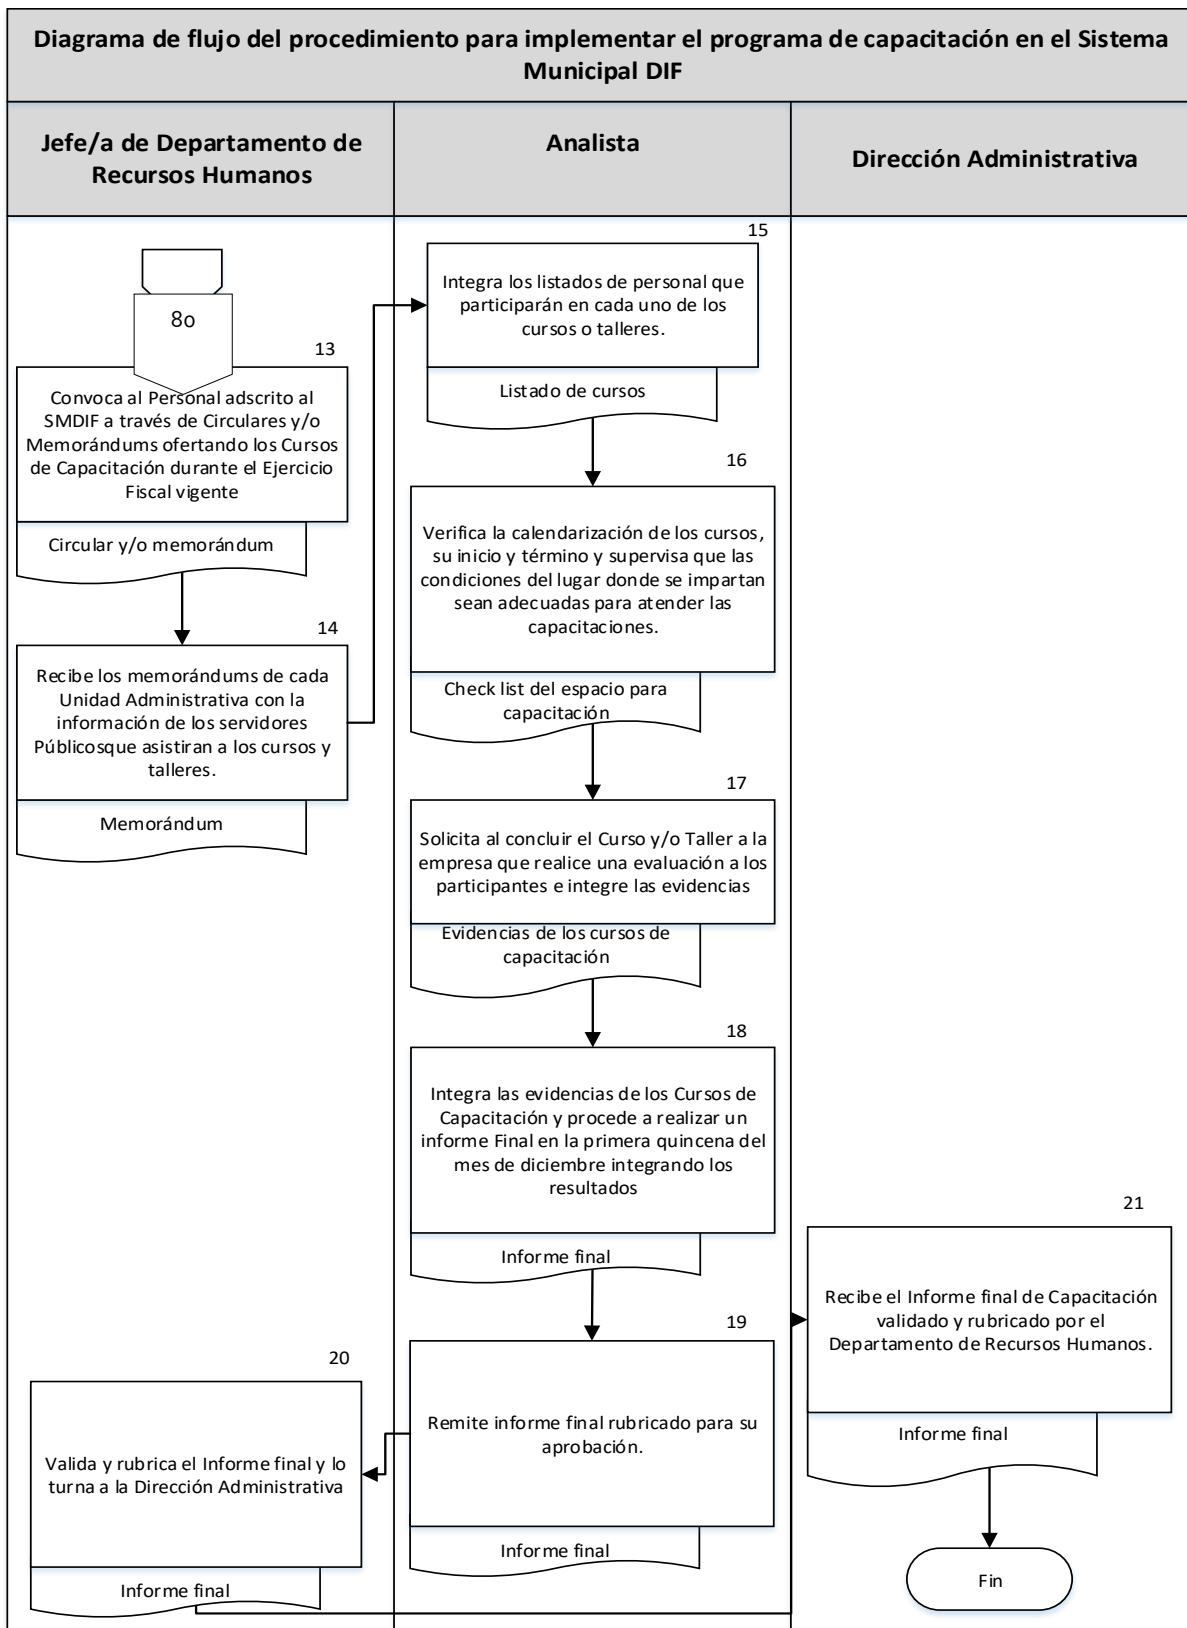 Diagrama de flujo del procedimiento para implementar el programa de capacitación en el Sistema
Municipal DIF
Jefe/a de Departamento de
Recursos Humanos
Analista
Dirección Administrativa
8o
13
Convoca al Personal adscrito al
SMDIF a través de Circulares y/o
Memorándums ofertando los Cursos
de Capacitación durante el Ejercicio
Fiscal vigente
Circular y/o memorándum
14
Recibe los memorándums de cada
Unidad Administrativa con la
información de los servidores
Públicosque asistiran a los cursos y
talleres.
Memorándum
15
Integra los listados de personal que
participarán en cada uno de los
cursos o talleres.
Listado de cursos
16
Verifica la calendarización de los cursos,
su inicio y término y supervisa que las
condiciones del lugar donde se impartan
sean adecuadas para atender las
capacitaciones.
Check list del espacio para
capacitación
17
Solicita al concluir el Curso y/o Taller a la
empresa que realice una evaluación a los
participantes e integre las evidencias
Evidencias de los cursos de
capacitación
18
Integra las evidencias de los Cursos de
Capacitación y procede a realizar un
informe Final en la primera quincena del
mes de diciembre integrando los
resultados
Informe final
19
Remite informe final rubricado para su
aprobación.
Informe final
20
Valida y rubrica el Informe final y lo
turna a la Dirección Administrativa
Informe final
21
Recibe el Informe final de Capacitación
validado y rubricado por el
Departamento de Recursos Humanos.
Informe final
Fin